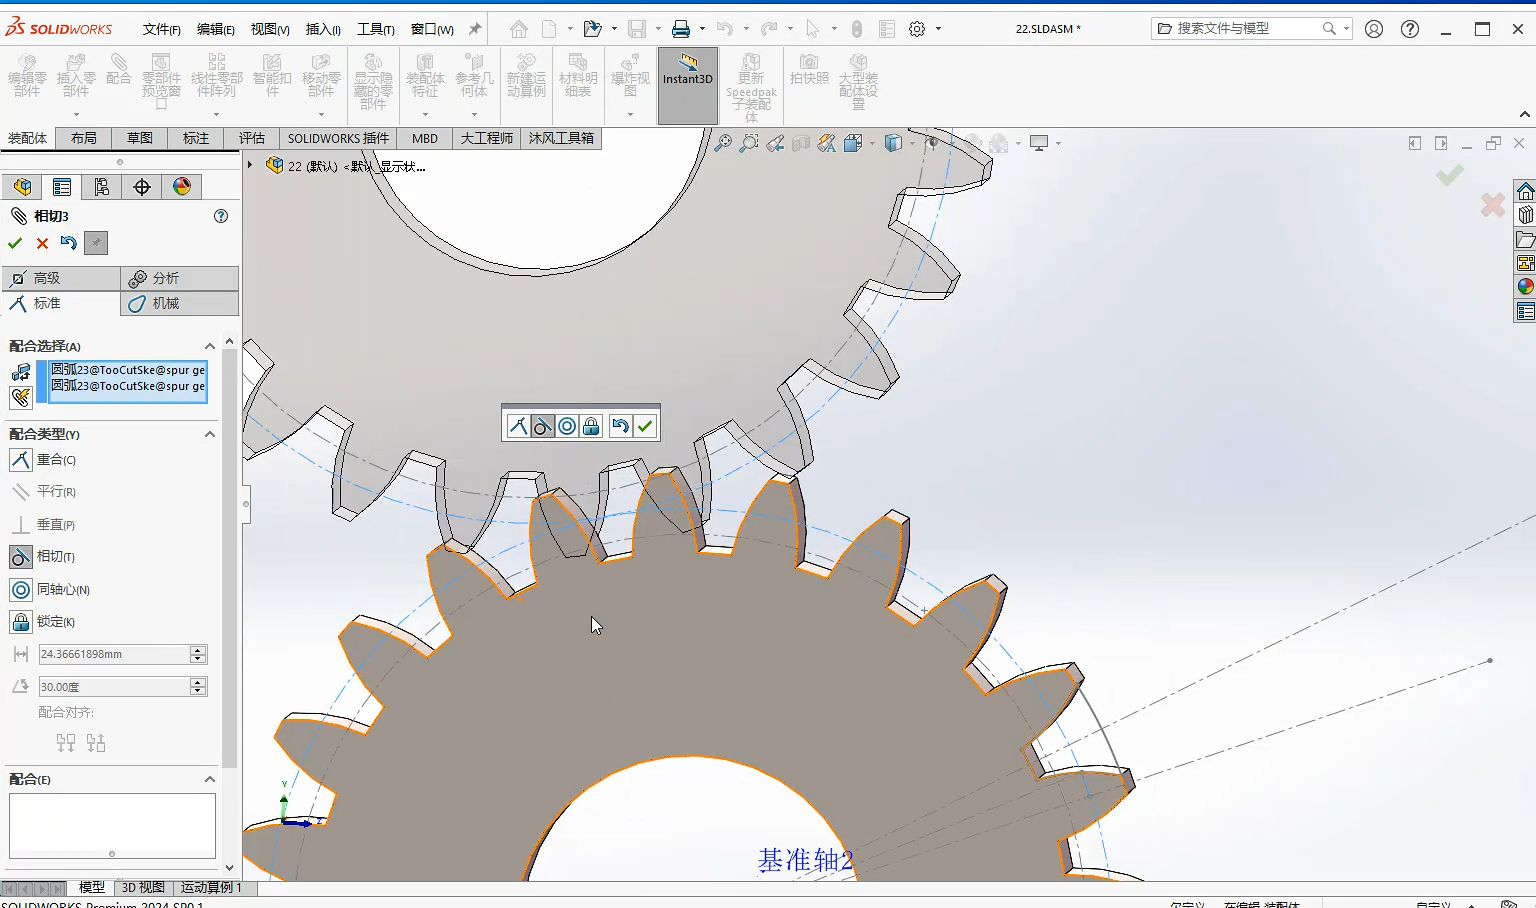 SOLIDWORKS 文件(F) 编辑(E) 视图(V) 插入(I) 工具(T) 窗口(W) 22.SLDASM * 搜索文件与模型
编辑零部件 插入零部件 配合 零部件预览窗口 线性零部件阵列 智能扣件 移动零部件 显示隐藏的零部件 装配体特征 参考几何体 新建运动算例 材料明细表 爆炸视图 Instant3D 更新Speedpak子装配体 拍快照 大型装配体设置
装配体 布局 草图 标注 评估 SOLIDWORKS 插件 MBD 大工程师 沐风工具箱
22 (默认) <默认_显示状...
相切3
高级 分析
标准 机械
配合选择(A)
圆弧23@TooCutSke@spur ge
圆弧23@TooCutSke@spur ge
配合类型(Y)
重合(C)
平行(R)
垂直(P)
相切(T)
同轴心(N)
锁定(K)
24.36661898mm
30.00度
配合对齐:
配合(E)
Y
Z
基准轴2
模型 3D 视图 运动算例 1
SOLIDWORKS Premium 2024 SP0.1 欠定义 在编辑 装配体 自定义